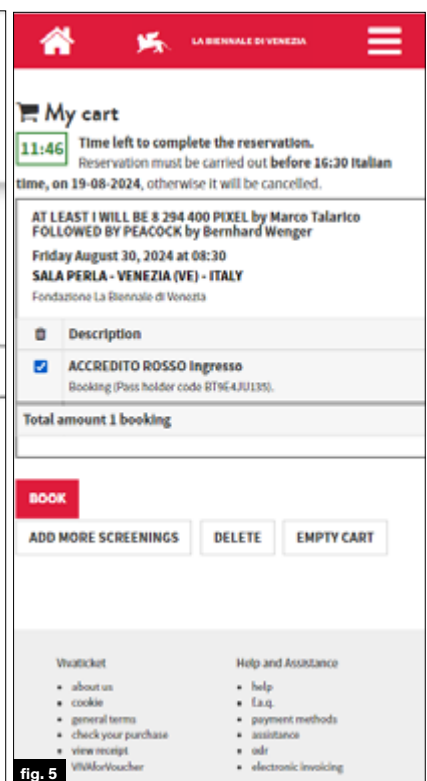 LA BIENNALE DI VENEZIA
My cart
11:46 Time left to complete the reservation.
Reservation must be carried out before 16:30 Italian
time, on 19-08-2024, otherwise it will be cancelled.
AT LEAST I WILL BE 8 294 400 PIXEL by Marco Talarico
FOLLOWED BY PEACOCK by Bernhard Wenger
Friday August 30, 2024 at 08:30
SALA PERLA - VENEZIA (VE) - ITALY
Fondazione La Biennale di Venezia
Description
ACCREDITO ROSSO Ingresso
Booking (Pass holder code BT9E4JU135).
Total amount 1 booking
BOOK
ADD MORE SCREENINGS DELETE EMPTY CART
Vivaticket Help and Assistance
about us help
cookie f.a.q.
general terms payment methods
check your purchase assistance
view receipt odr
VIVAforVoucher electronic invoicing
fig. 5